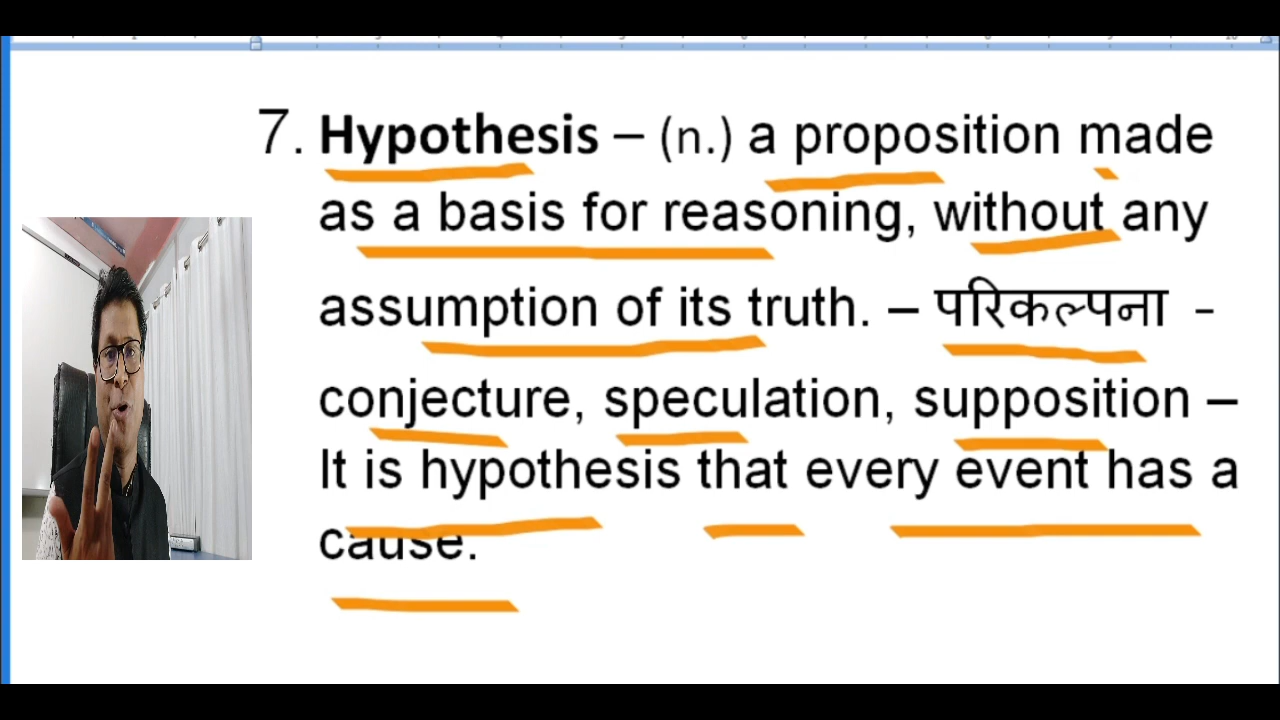 7. Hypothesis – (n.) a proposition made
as a basis for reasoning, without any
assumption of its truth. – परिकल्पना -
conjecture, speculation, supposition –
It is hypothesis that every event has a
cause.